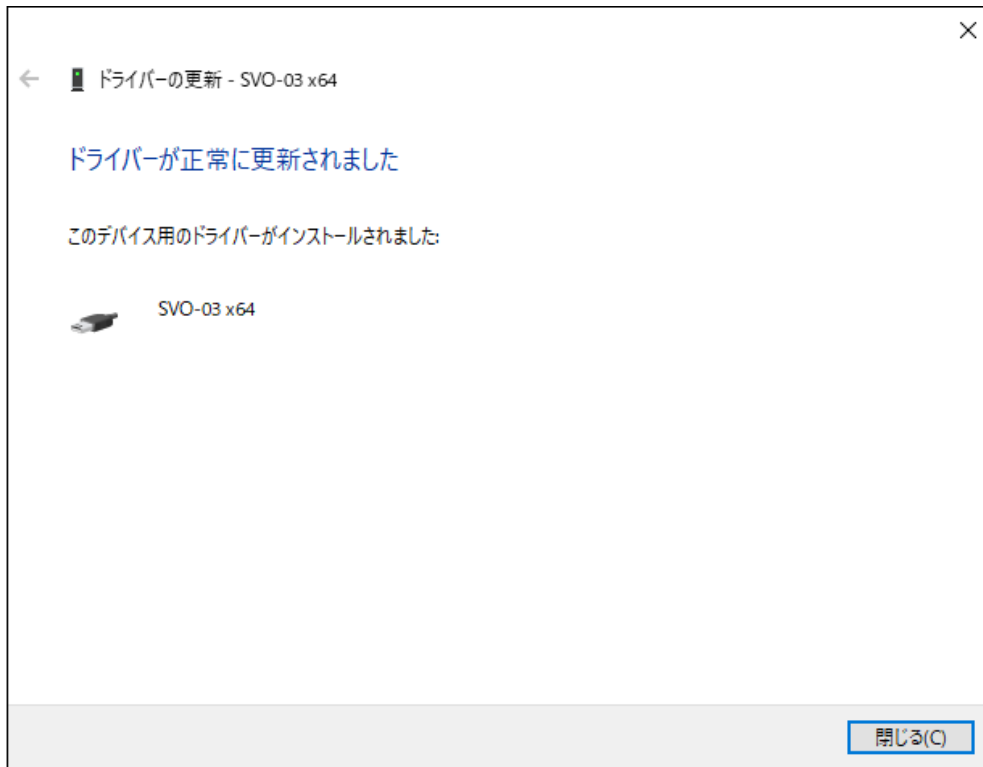 ドライバーの更新 - SVO-03 x64
ドライバーが正常に更新されました
このデバイス用のドライバーがインストールされました:
SVO-03 x64
閉じる(C)